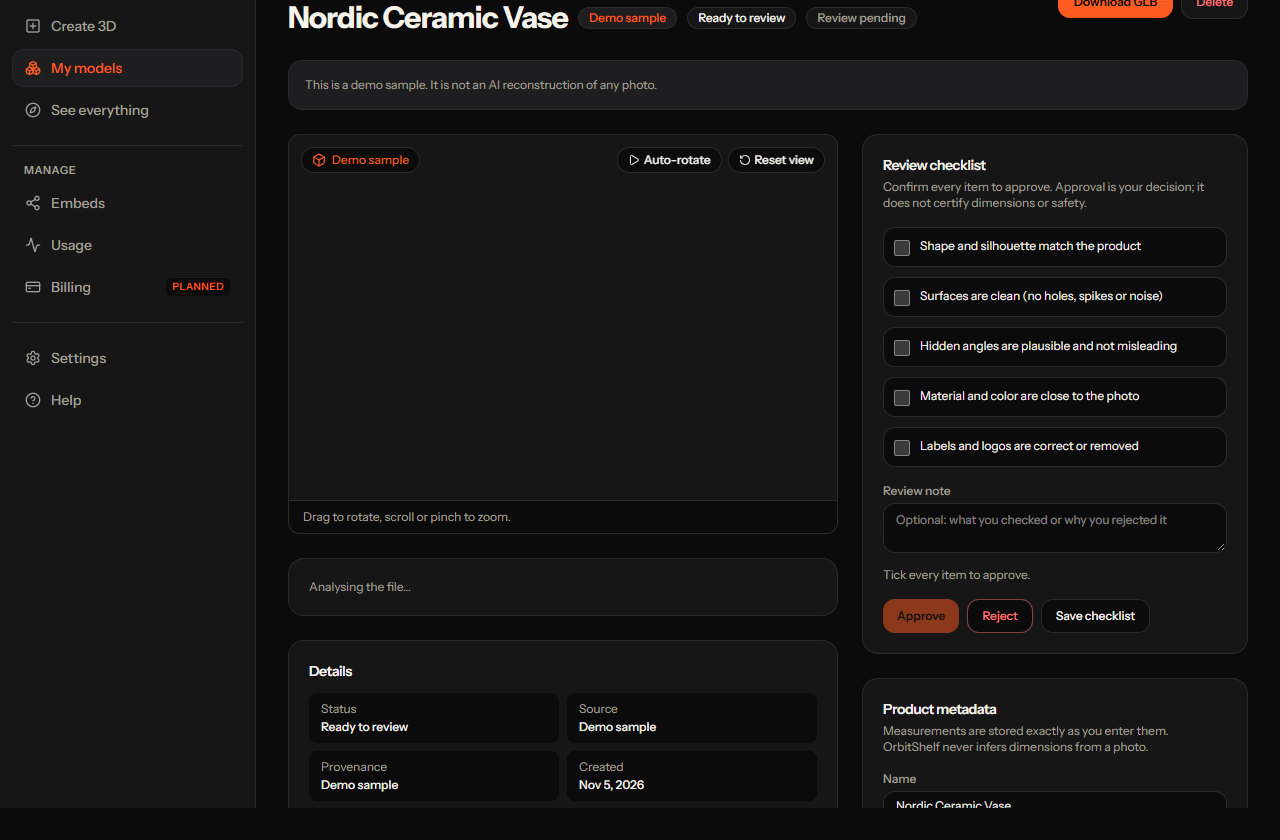 Create 3D
My models
See everything
MANAGE
Embeds
Usage
Billing
PLANNED
Settings
Help
Nordic Ceramic Vase
Demo sample
Ready to review
Review pending
Download GLB
Delete
This is a demo sample. It is not an AI reconstruction of any photo.
Demo sample
Auto-rotate
Reset view
Drag to rotate, scroll or pinch to zoom.
Analysing the file…
Details
Status
Ready to review
Source
Demo sample
Provenance
Demo sample
Created
Nov 5, 2026
Review checklist
Confirm every item to approve. Approval is your decision; it
does not certify dimensions or safety.
Shape and silhouette match the product
Surfaces are clean (no holes, spikes or noise)
Hidden angles are plausible and not misleading
Material and color are close to the photo
Labels and logos are correct or removed
Review note
Optional: what you checked or why you rejected it
Tick every item to approve.
Approve
Reject
Save checklist
Product metadata
Measurements are stored exactly as you enter them.
OrbitShelf never infers dimensions from a photo.
Name
Nordic Ceramic Vase